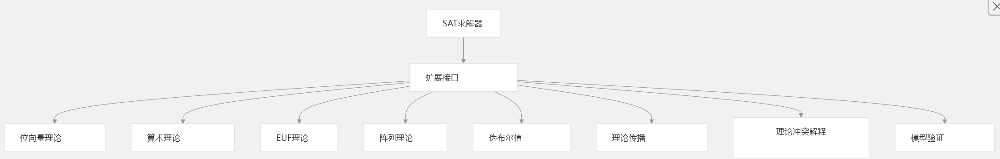 SAT求解器
扩展接口
位向量理论
算术理论
EUF理论
阵列理论
伪布尔值
理论传播
理论冲突解释
模型验证